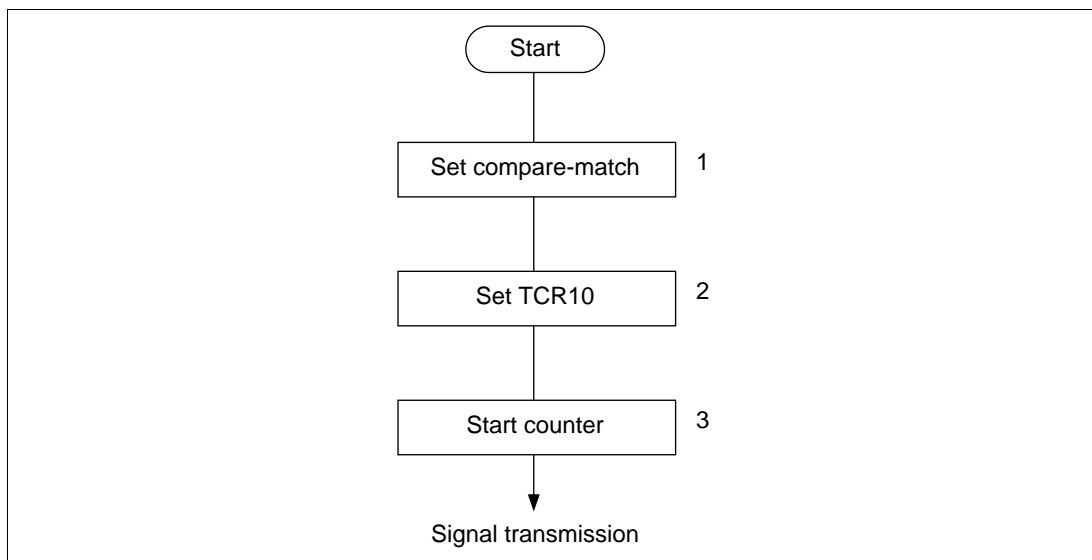 Start
Set compare-match 1
Set TCR10 2
Start counter 3
Signal transmission